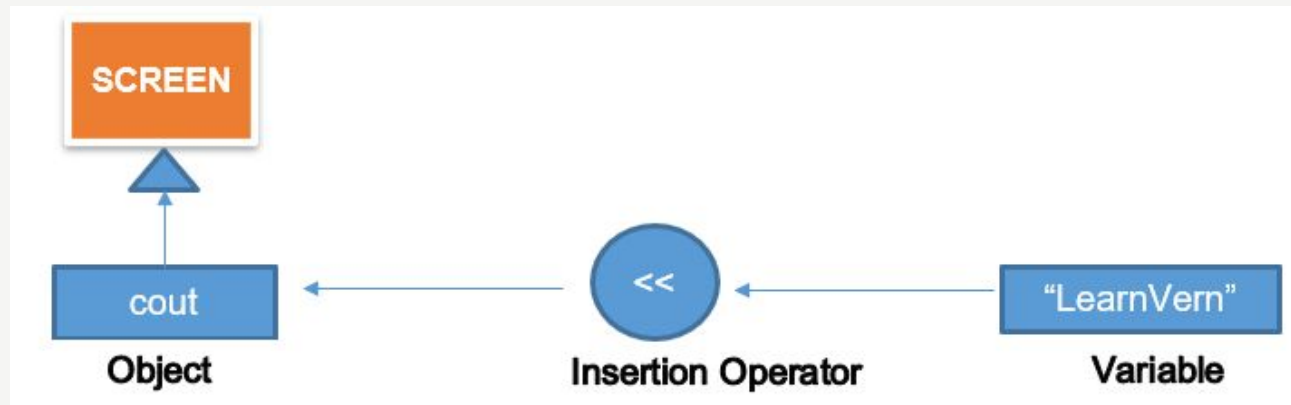 SCREEN
cout
<<
“LearnVern”
Object
Insertion Operator
Variable